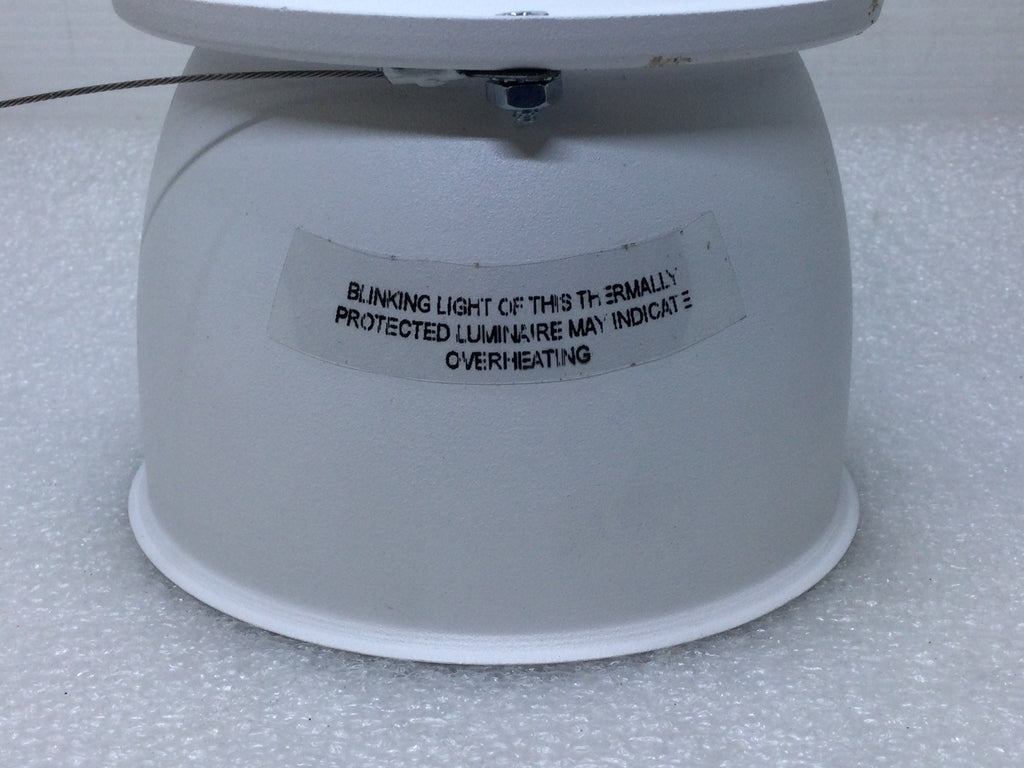 BLINKING LIGHT OF THIS THERMALLY
PROTECTED LUMINAIRE MAY INDICATE
OVERHEATING